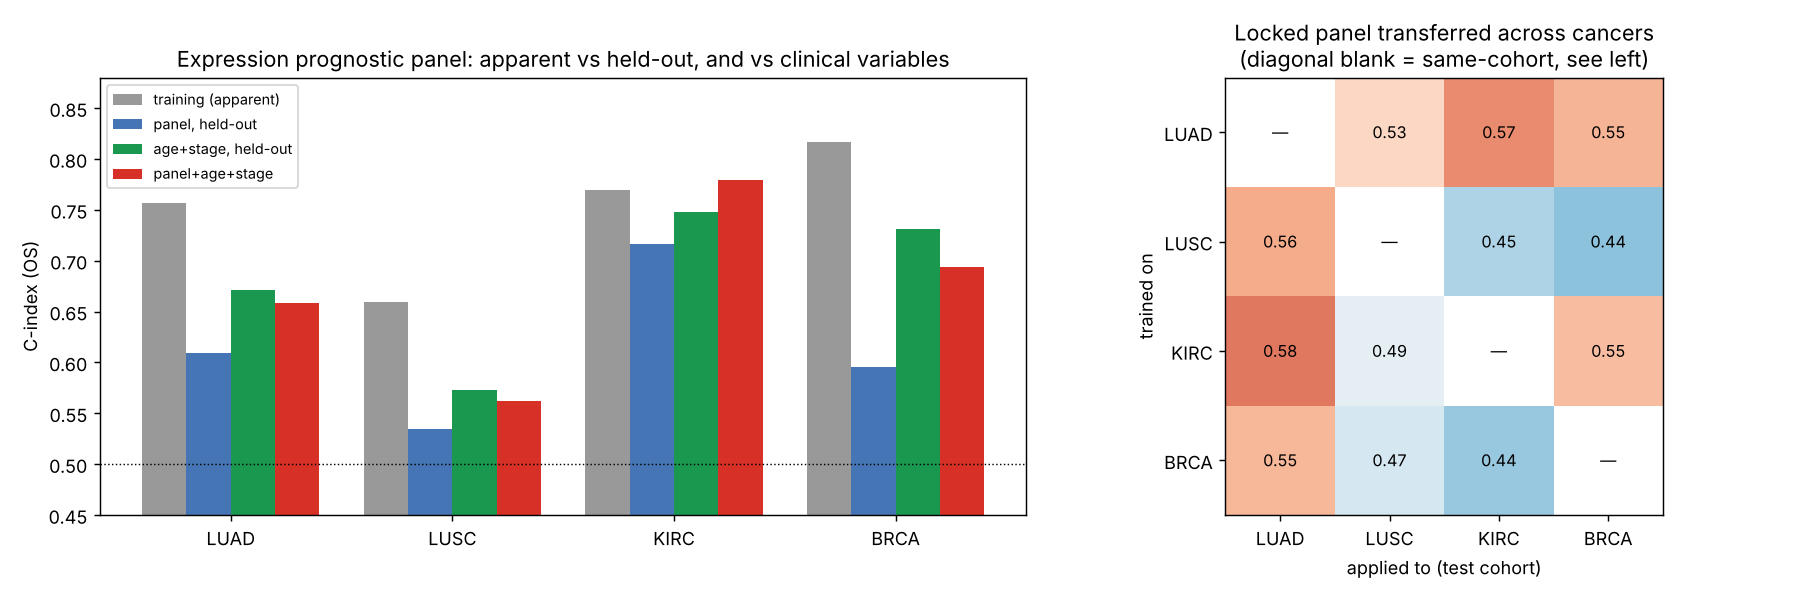 Expression prognostic panel: apparent vs held-out, and vs clinical variables
C-index (OS)
0.85
0.80
0.75
0.70
0.65
0.60
0.55
0.50
0.45
training (apparent)
panel, held-out
age+stage, held-out
panel+age+stage
LUAD
LUSC
KIRC
BRCA
Locked panel transferred across cancers
(diagonal blank = same-cohort, see left)
trained on
LUAD — 0.53 0.57 0.55
LUSC 0.56 — 0.45 0.44
KIRC 0.58 0.49 — 0.55
BRCA 0.55 0.47 0.44 —
LUAD LUSC KIRC BRCA
applied to (test cohort)